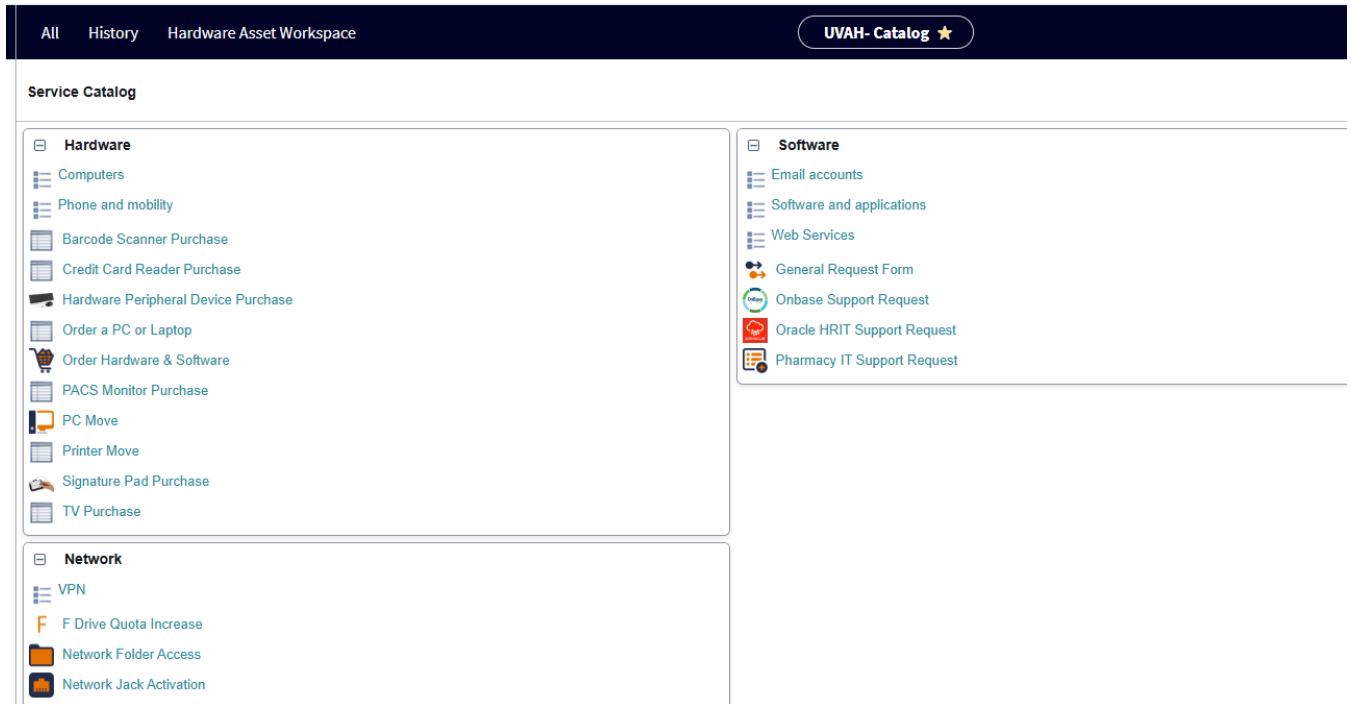 All History Hardware Asset Workspace UVAH- Catalog
Service Catalog
Hardware
Computers
Phone and mobility
Barcode Scanner Purchase
Credit Card Reader Purchase
Hardware Peripheral Device Purchase
Order a PC or Laptop
Order Hardware & Software
PACS Monitor Purchase
PC Move
Printer Move
Signature Pad Purchase
TV Purchase
Network
VPN
F F Drive Quota Increase
Network Folder Access
Network Jack Activation
Software
Email accounts
Software and applications
Web Services
General Request Form
OnBase Onbase Support Request
ORACLE Oracle HRIT Support Request
Pharmacy IT Support Request